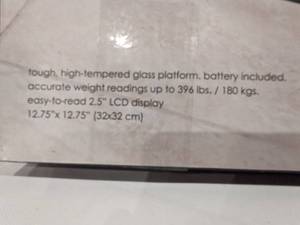 tough, high-tempered glass platform, battery included.
accurate weight readings up to 396 lbs. / 180 kgs.
easy-to-read 2.5" LCD display
12.75"x 12.75" (32x32 cm)